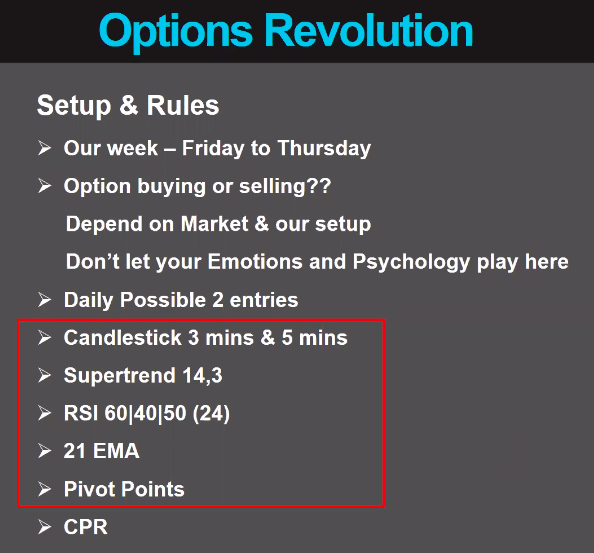 Options Revolution
Setup & Rules
➢ Our week – Friday to Thursday
➢ Option buying or selling??
Depend on Market & our setup
Don't let your Emotions and Psychology play here
➢ Daily Possible 2 entries
➢ Candlestick 3 mins & 5 mins
➢ Supertrend 14,3
➢ RSI 60|40|50 (24)
➢ 21 EMA
➢ Pivot Points
➢ CPR